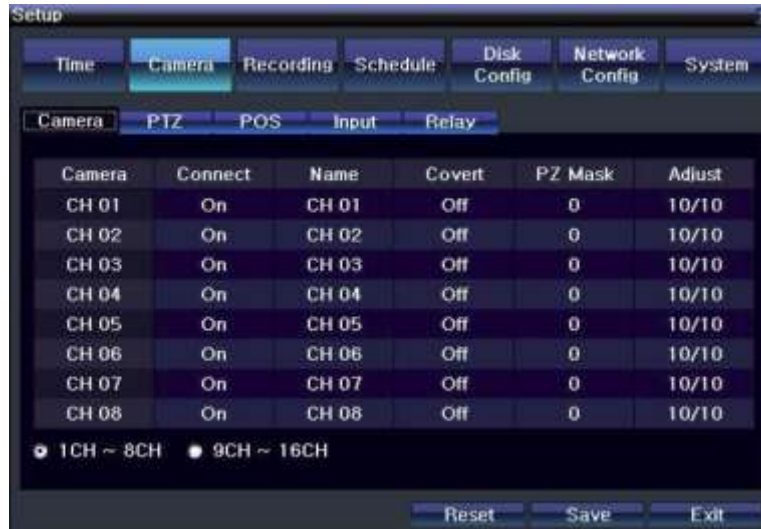 Setup
Time Camera Recording Schedule Disk Config Network Config System
Camera PTZ POS Input Relay
Camera Connect Name Covert PZ Mask Adjust
CH 01 On CH 01 Off 0 10/10
CH 02 On CH 02 Off 0 10/10
CH 03 On CH 03 Off 0 10/10
CH 04 On CH 04 Off 0 10/10
CH 05 On CH 05 Off 0 10/10
CH 06 On CH 06 Off 0 10/10
CH 07 On CH 07 Off 0 10/10
CH 08 On CH 08 Off 0 10/10
1CH ~ 8CH 9CH ~ 16CH
Reset Save Exit